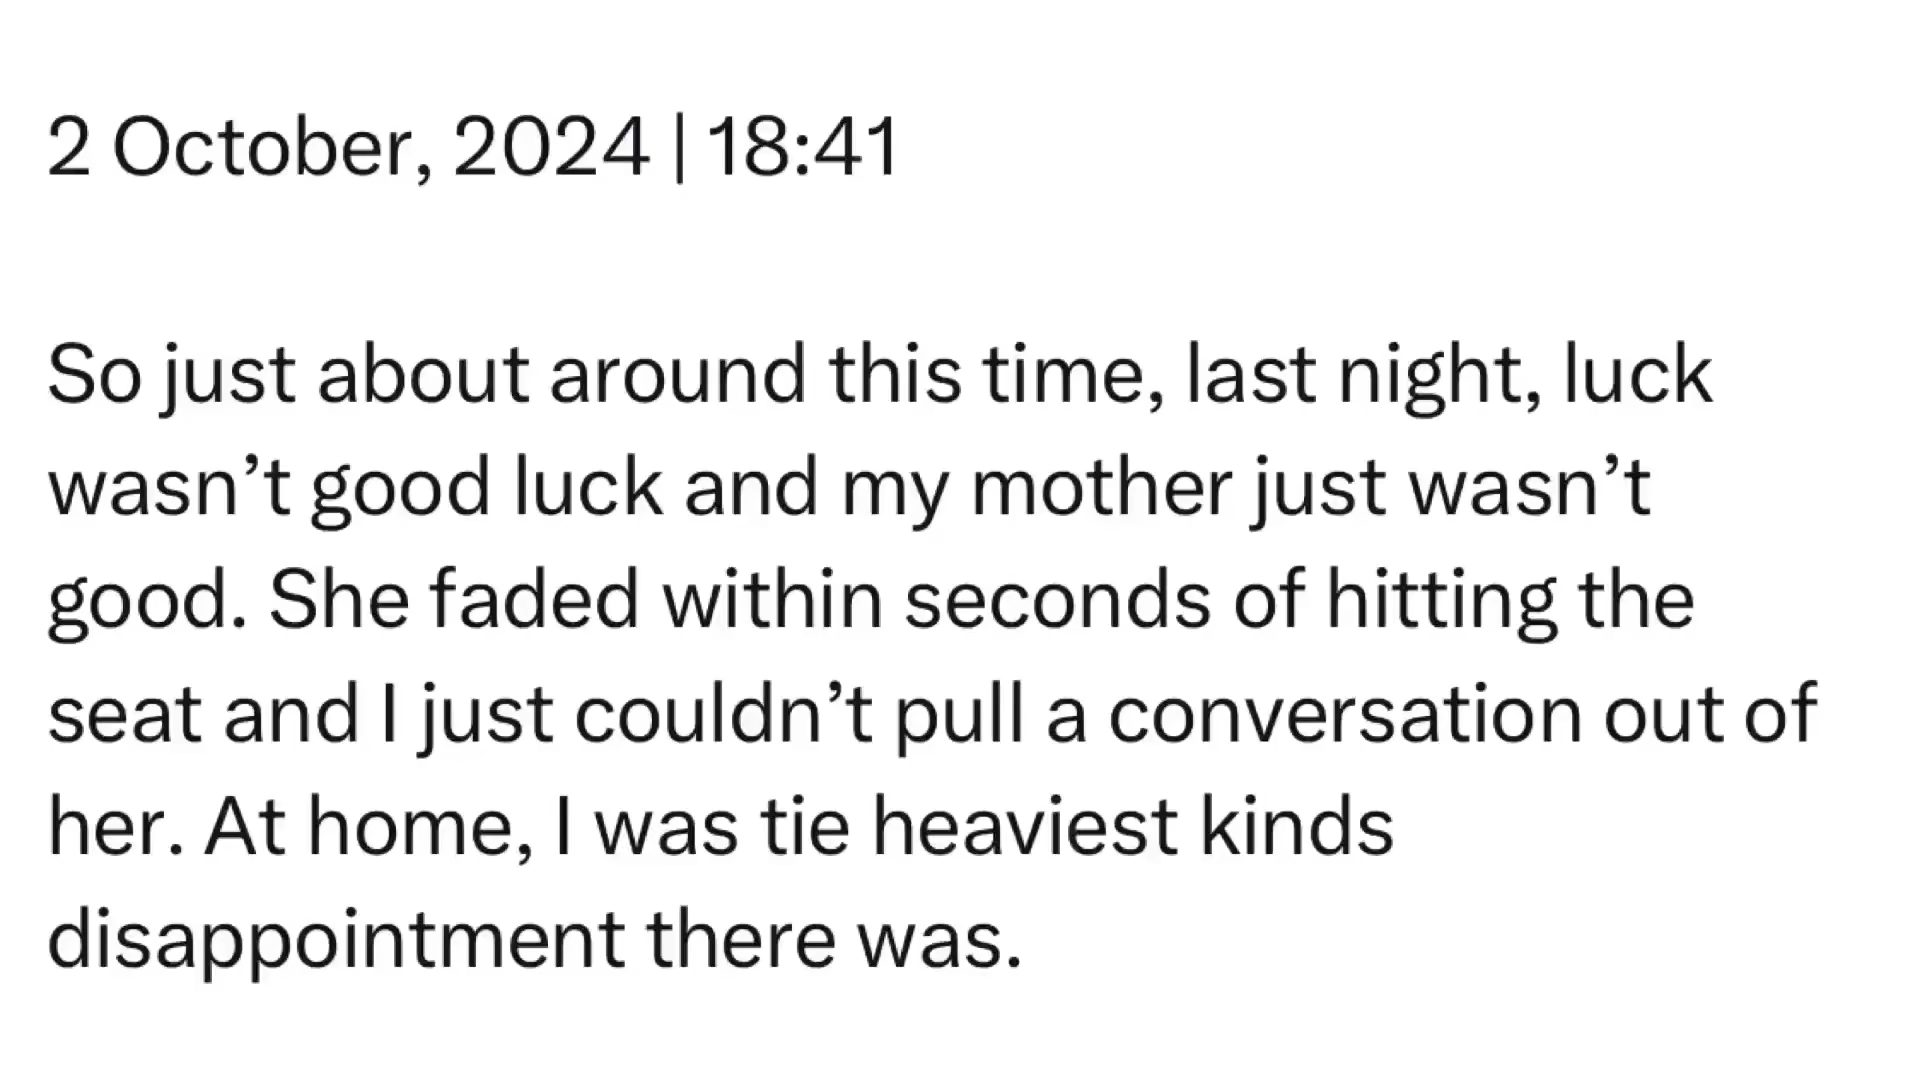 2 October, 2024 | 18:41
So just about around this time, last night, luck
wasn’t good luck and my mother just wasn’t
good. She faded within seconds of hitting the
seat and I just couldn’t pull a conversation out of
her. At home, I was tie heaviest kinds
disappointment there was.